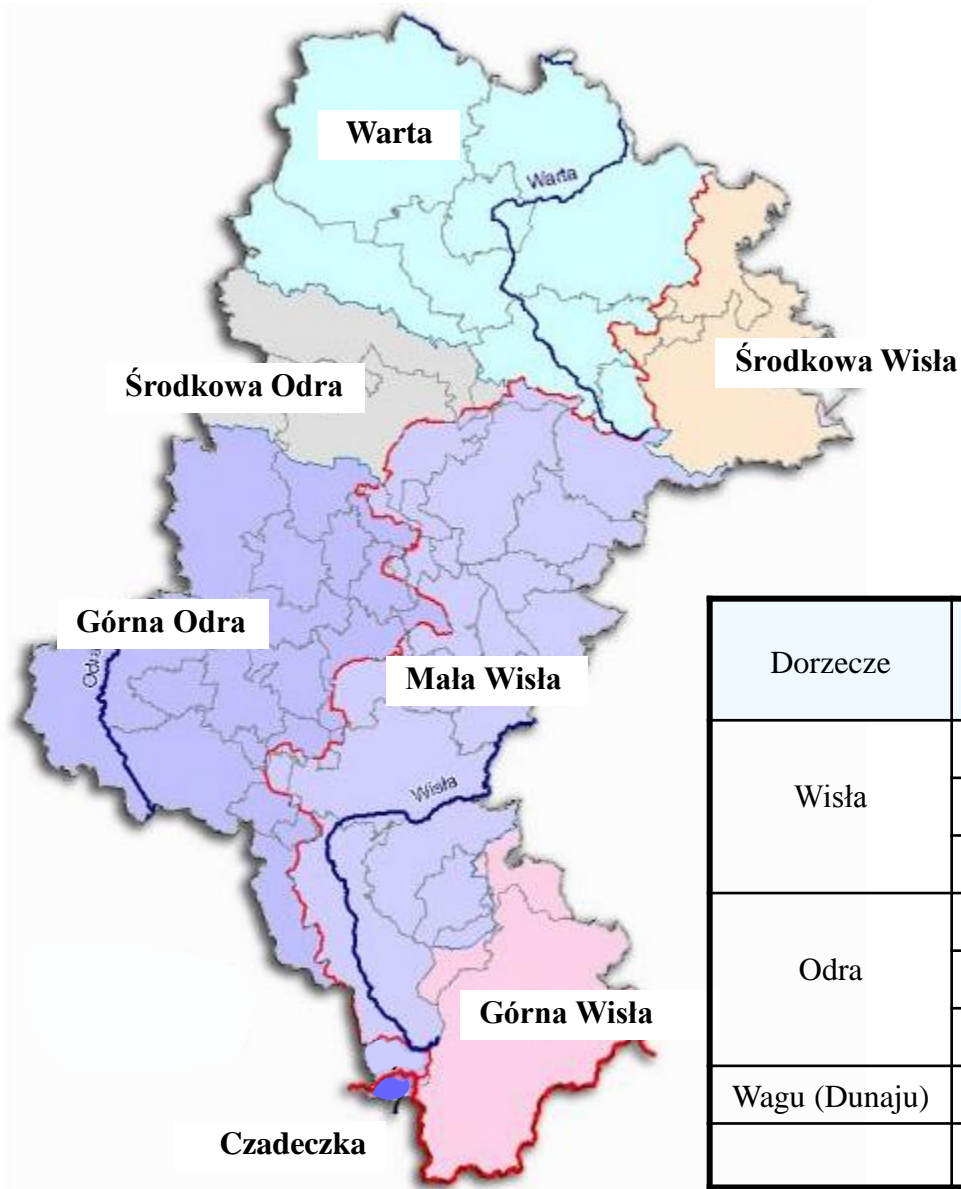 Warta
Warta
Środkowa Wisła
Środkowa Odra
Górna Odra
Odra
Mała Wisła
Wisła
Górna Wisła
Czadeczka
Dorzecze
Wisła
Odra
Wagu (Dunaju)